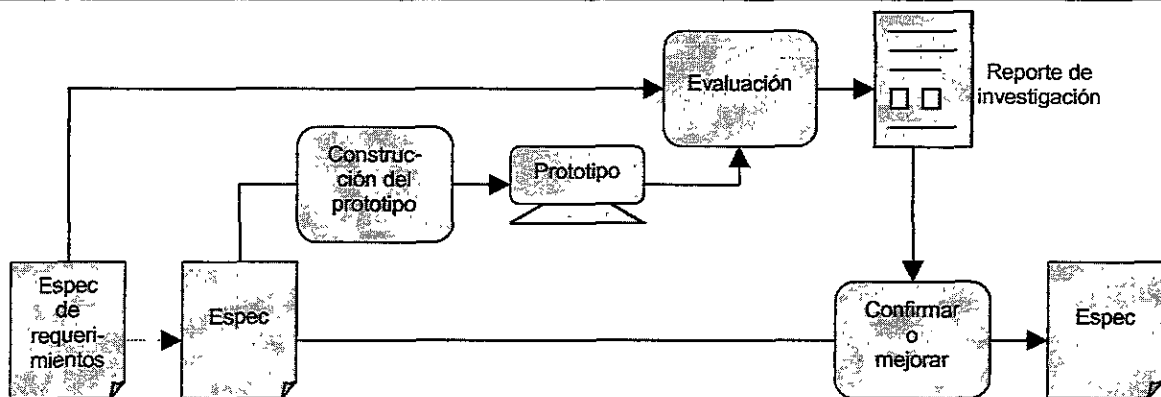 Evaluación
Reporte de
investigación
Construc-
ción del
prototipo
Prototipo
Espec
de
requeri-
mientos
Espec
Confirmar
o
mejorar
Espec